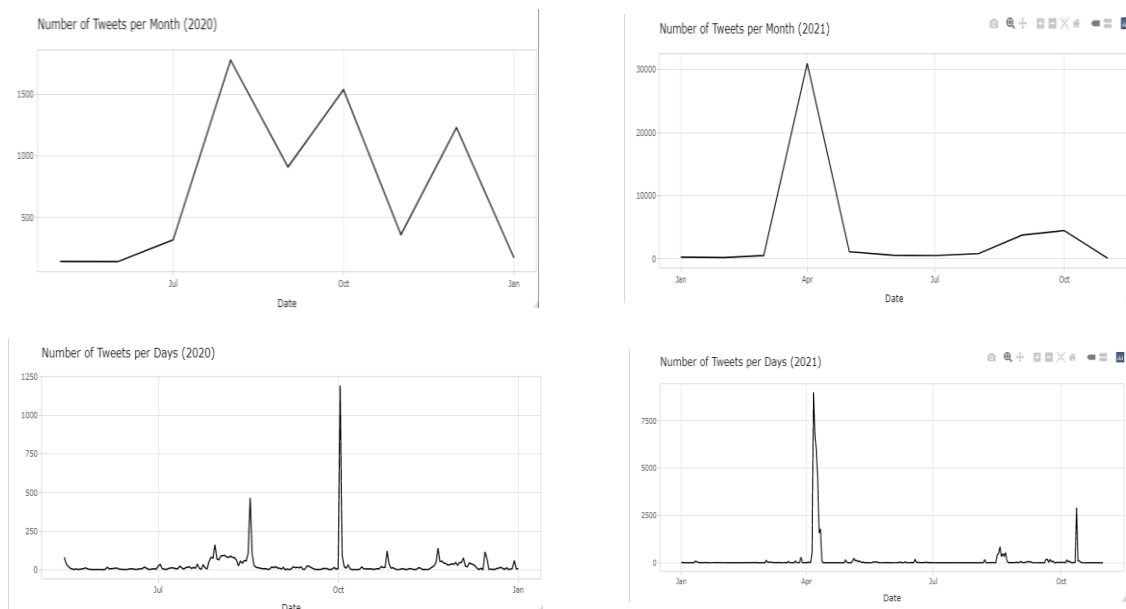 Number of Tweets per Month (2020)
1500
1000
500
Jul
Oct
Jan
Date
Number of Tweets per Month (2021)
30000
20000
10000
0
Jan
Apr
Jul
Oct
Date
Number of Tweets per Days (2020)
1250
1000
750
500
250
0
Jul
Oct
Jan
Date
Number of Tweets per Days (2021)
7500
5000
2500
0
Jan
Apr
Jul
Oct
Date